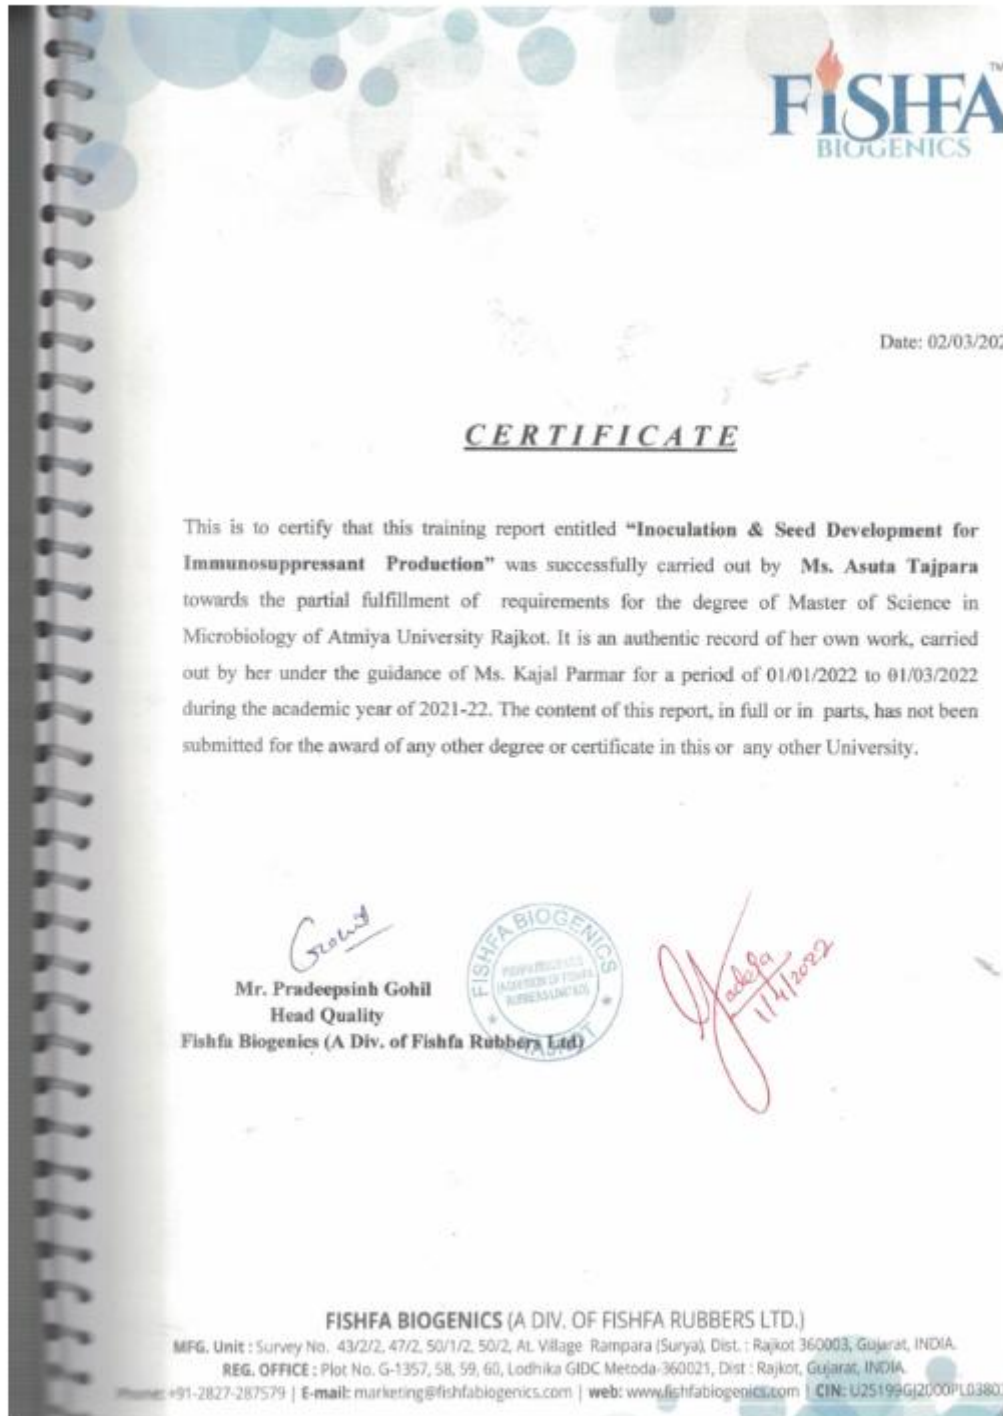 FISHFA
TM
BIOGENICS
Date: 02/03/202
CERTIFICATE
This is to certify that this training report entitled “Inoculation & Seed Development for
Immunosuppressant Production” was successfully carried out by Ms. Asuta Tajpara
towards the partial fulfillment of requirements for the degree of Master of Science in
Microbiology of Atmiya University Rajkot. It is an authentic record of her own work, carried
out by her under the guidance of Ms. Kajal Parmar for a period of 01/01/2022 to 01/03/2022
during the academic year of 2021-22. The content of this report, in full or in parts, has not been
submitted for the award of any other degree or certificate in this or any other University.
FISHFA BIOGENICS
1/4/2022
Mr. Pradeepsinh Gohil
Head Quality
Fishfa Biogenics (A Div. of Fishfa Rubbers Ltd)
FISHFA BIOGENICS (A DIV. OF FISHFA RUBBERS LTD.)
MFG. Unit : Survey No. 43/2/2, 47/2, 50/1/2, 50/2, At. Village Rampara (Surya), Dist. : Rajkot 360003, Gujarat, INDIA.
REG. OFFICE : Plot No. G-1357, 58, 59, 60, Lodhika GIDC Metoda-360021, Dist : Rajkot, Gujarat, INDIA.
Phone: +91-2827-287579 | E-mail: marketing@fishfabiogenics.com | web: www.fishfabiogenics.com | CIN: U25199GJ2000PL0380